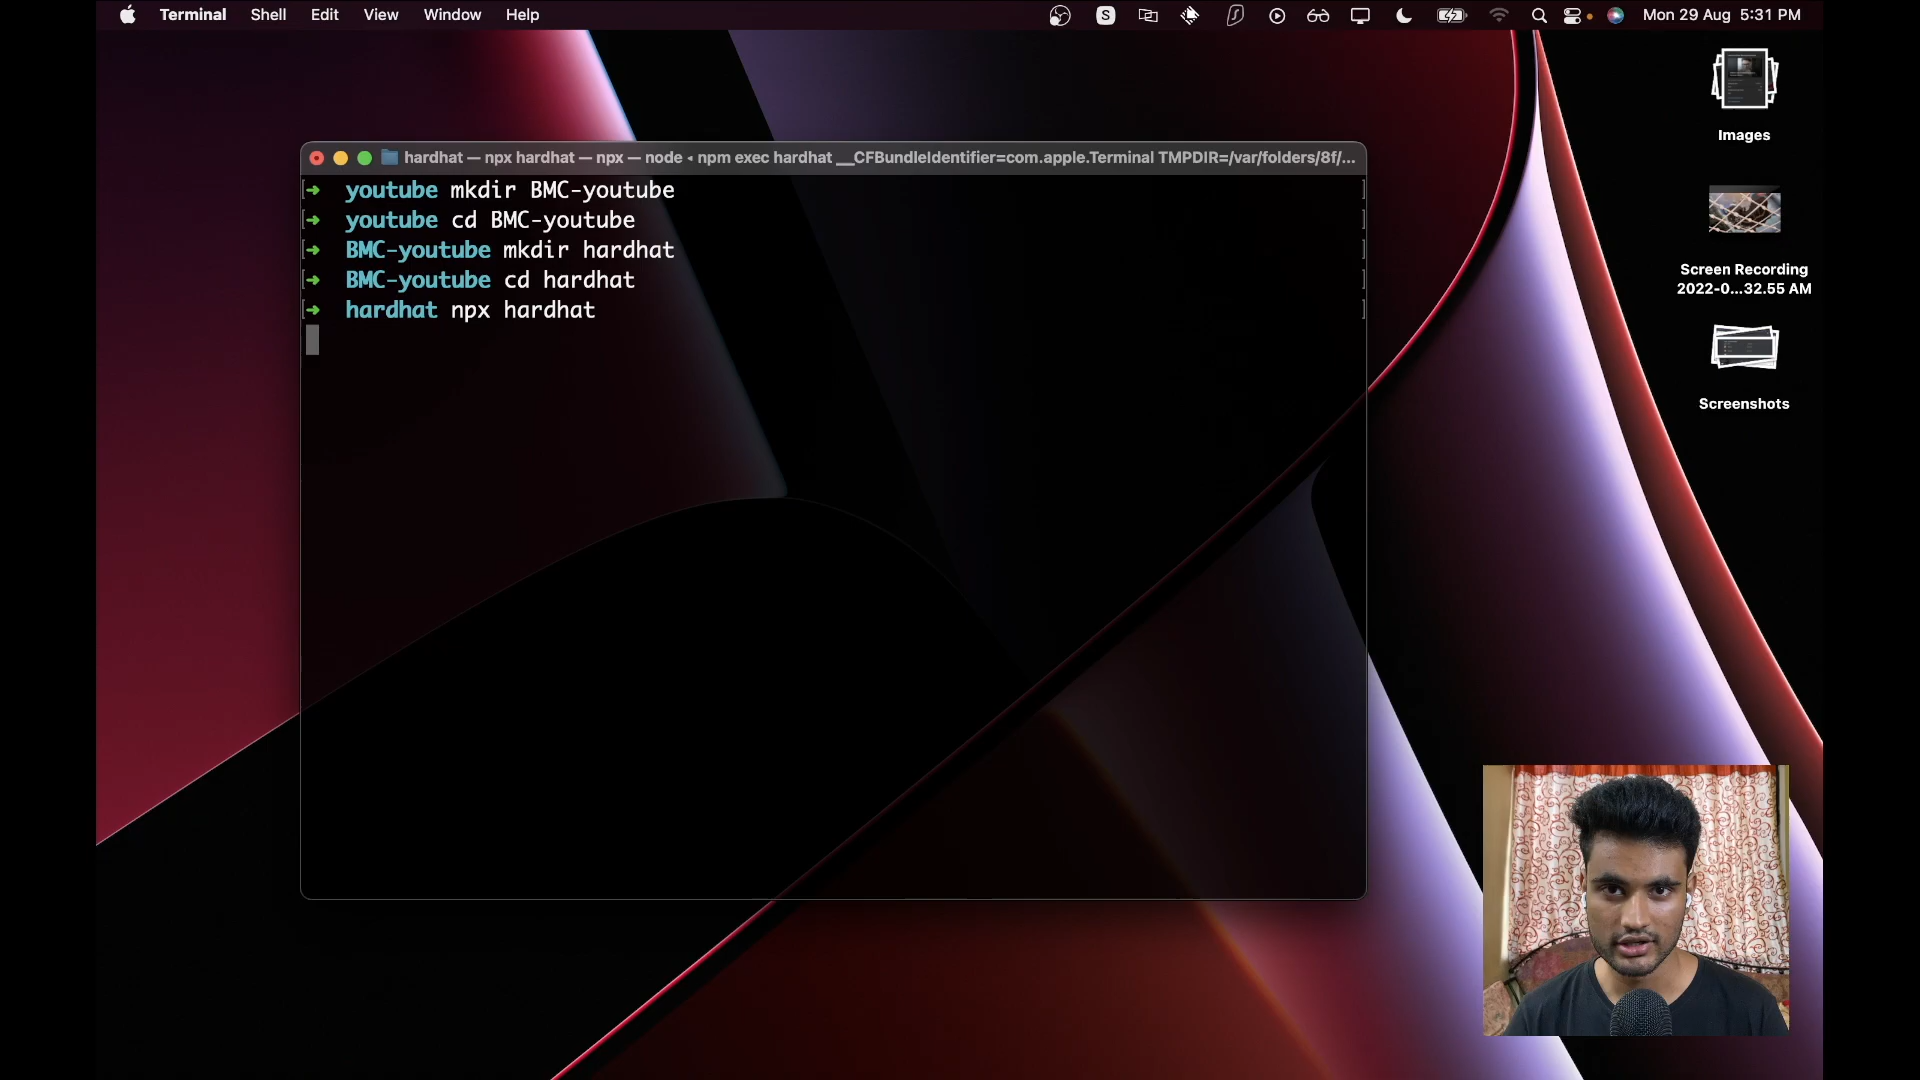 Terminal Shell Edit View Window Help S Mon 29 Aug 5:31 PM
hardhat — npx hardhat — npx — node ◂ npm exec hardhat __CFBundleIdentifier=com.apple.Terminal TMPDIR=/var/folders/8f/...
➜ youtube mkdir BMC-youtube
➜ youtube cd BMC-youtube
➜ BMC-youtube mkdir hardhat
➜ BMC-youtube cd hardhat
➜ hardhat npx hardhat
Images
Screen Recording
2022-0...32.55 AM
Screenshots